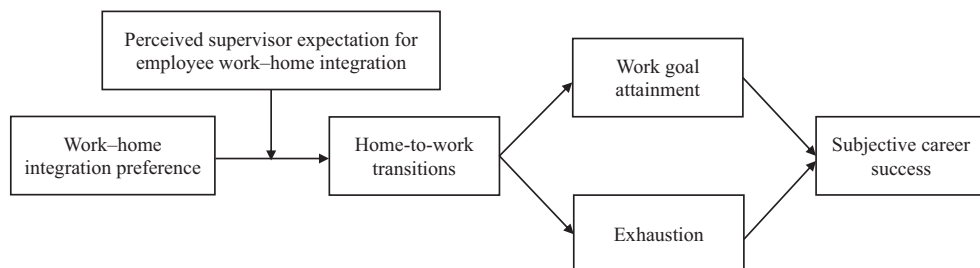 Perceived supervisor expectation for
employee work–home integration
Work–home
integration preference
Home-to-work
transitions
Work goal
attainment
Exhaustion
Subjective career
success